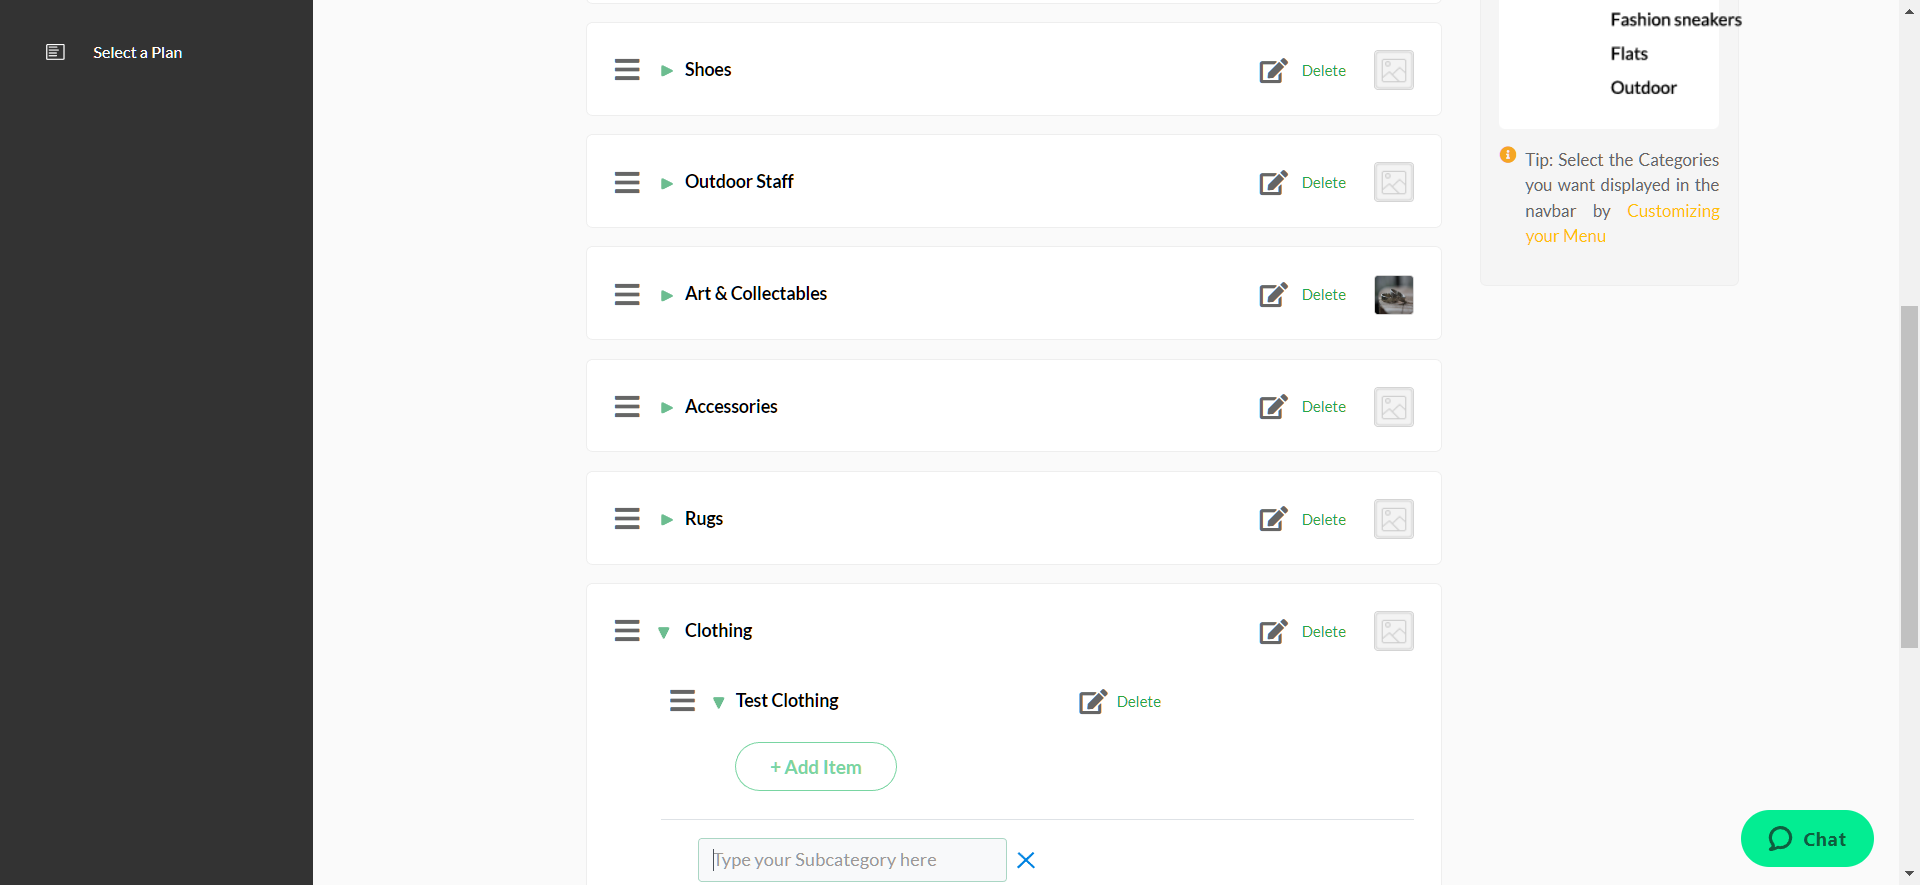 Select a Plan
Shoes
Delete
Outdoor Staff
Delete
Art & Collectables
Delete
Accessories
Delete
Rugs
Delete
Clothing
Delete
Test Clothing
Delete
+ Add Item
Type your Subcategory here
Fashion sneakers
Flats
Outdoor
Tip: Select the Categories
you want displayed in the
navbar by Customizing
your Menu
Chat